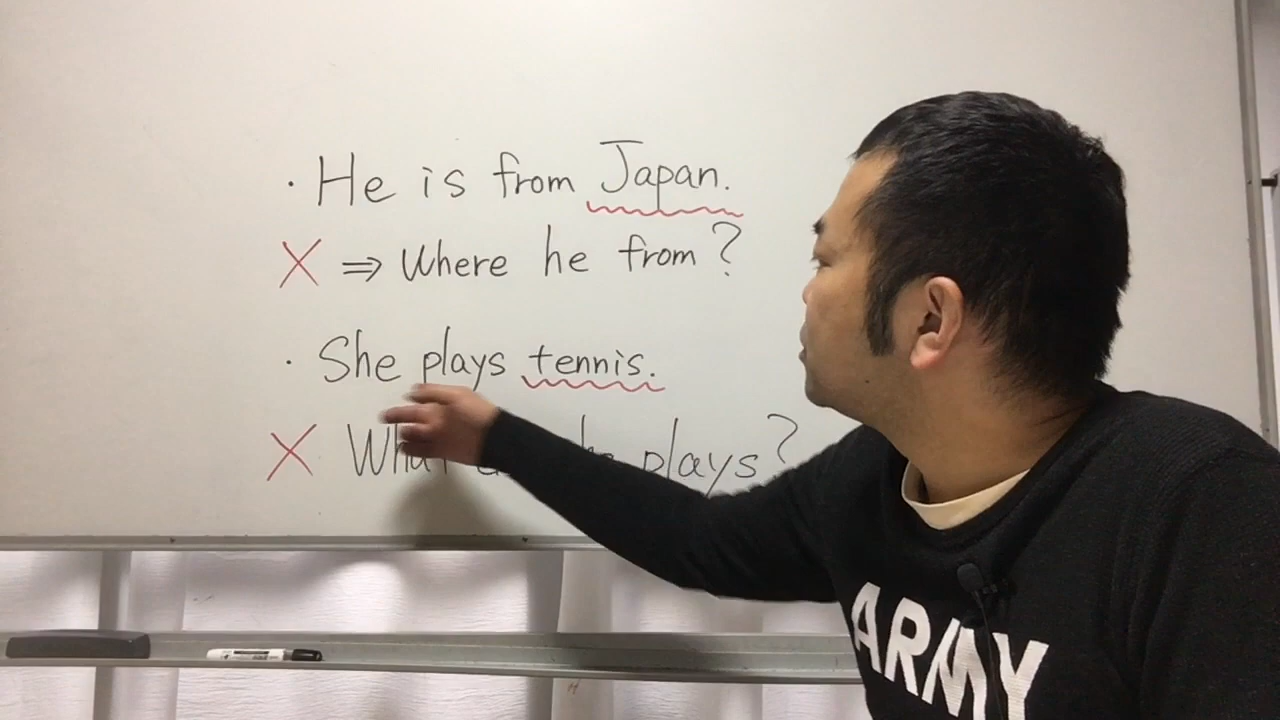 · He is from Japan.
× ⇒ Where he from?
· She plays tennis.
× What plays?
ARMY